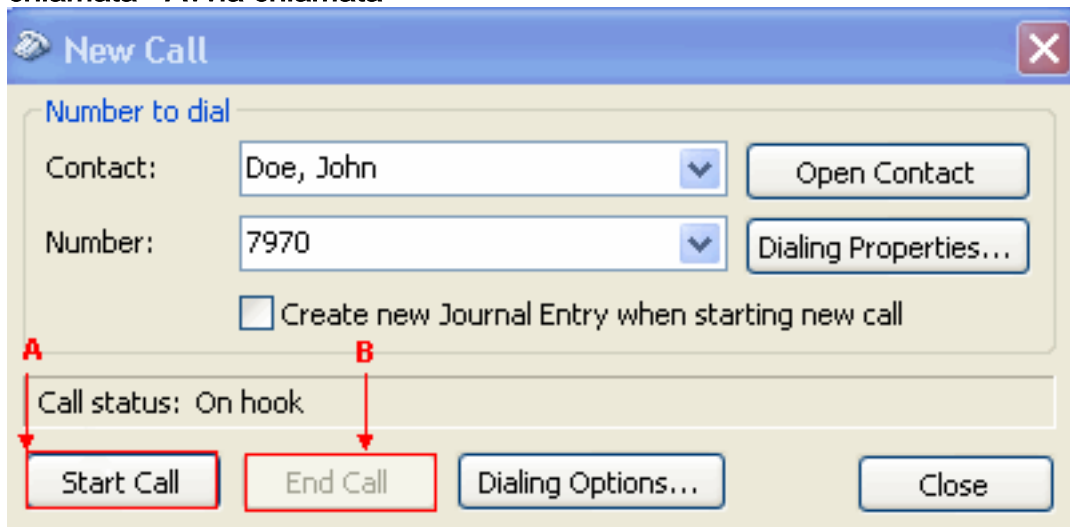 New Call
Number to dial
Contact: Doe, John Open Contact
Number: 7970 Dialing Properties...
Create new Journal Entry when starting new call
A B
Call status: On hook
Start Call End Call Dialing Options... Close